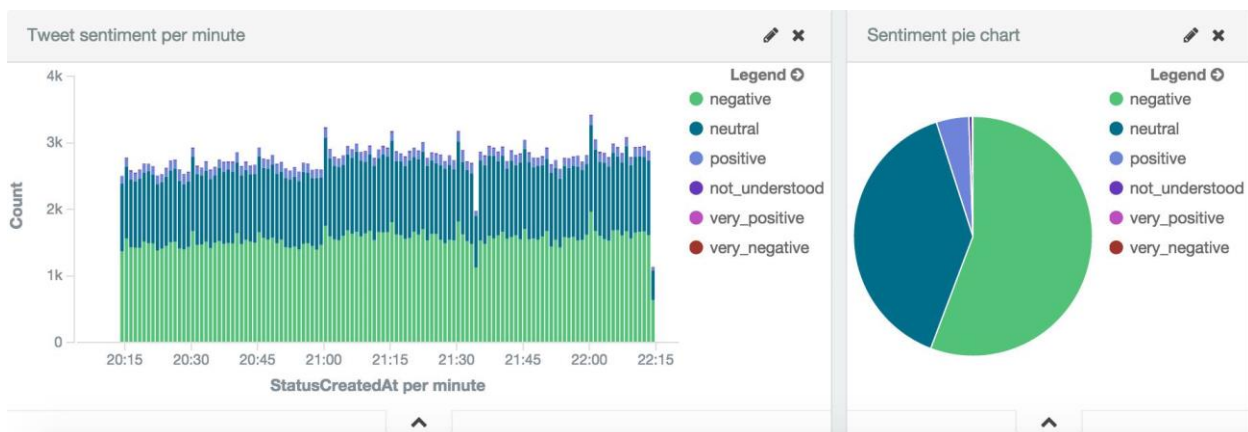 Tweet sentiment per minute
4k
3k
2k
1k
0
Count
20:15 20:30 20:45 21:00 21:15 21:30 21:45 22:00 22:15
StatusCreatedAt per minute
Legend
negative
neutral
positive
not_understood
very_positive
very_negative
Sentiment pie chart
Legend
negative
neutral
positive
not_understood
very_positive
very_negative